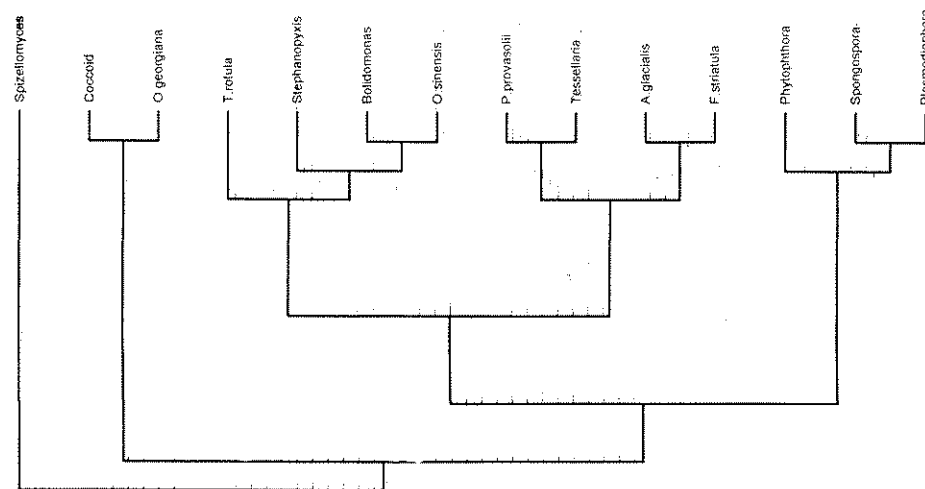 Spizellomyces
Coccoid
O georgiana
T.rotula
Stephanopyxis
Bolidomonas
O.sinensis
P.provasolii
Tessellaria
A.glacialis
F.striatula
Phytophthora
Spongospora-